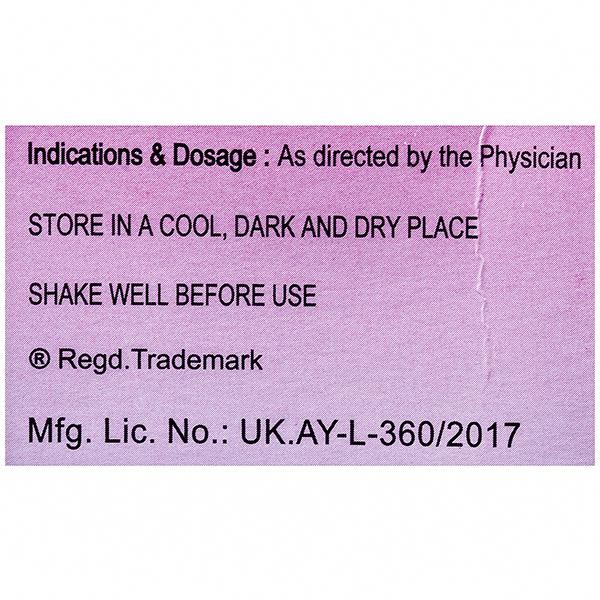 Indications & Dosage : As directed by the Physician
STORE IN A COOL, DARK AND DRY PLACE
SHAKE WELL BEFORE USE
® Regd.Trademark
Mfg. Lic. No.: UK.AY-L-360/2017